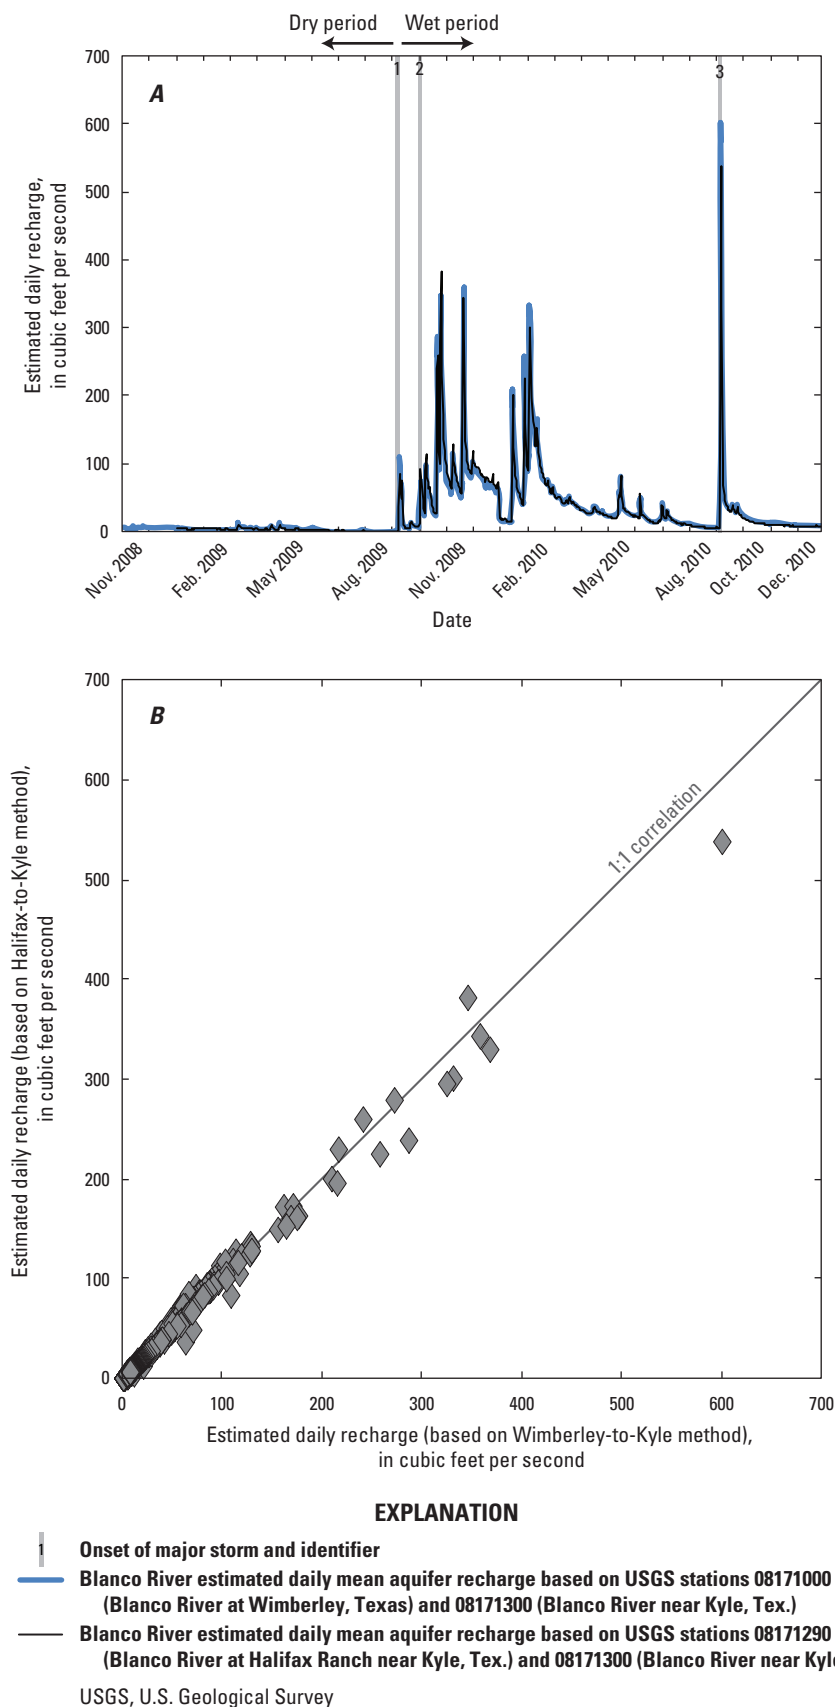 Dry period Wet period
700
600
500
400
300
200
100
0
Estimated daily recharge,
in cubic feet per second
A
1
2
3
Nov. 2008
Feb. 2009
May 2009
Aug. 2009
Nov. 2009
Feb. 2010
May 2010
Aug. 2010
Oct. 2010
Dec. 2010
Date
700
600
500
400
300
200
100
0
Estimated daily recharge (based on Halifax-to-Kyle method),
in cubic feet per second
B
1:1 correlation
0 100 200 300 400 500 600 700
Estimated daily recharge (based on Wimberley-to-Kyle method),
in cubic feet per second
EXPLANATION
1 Onset of major storm and identifier
Blanco River estimated daily mean aquifer recharge based on USGS stations 08171000
(Blanco River at Wimberley, Texas) and 08171300 (Blanco River near Kyle, Tex.)
Blanco River estimated daily mean aquifer recharge based on USGS stations 08171290
(Blanco River at Halifax Ranch near Kyle, Tex.) and 08171300 (Blanco River near Kyle
USGS, U.S. Geological Survey